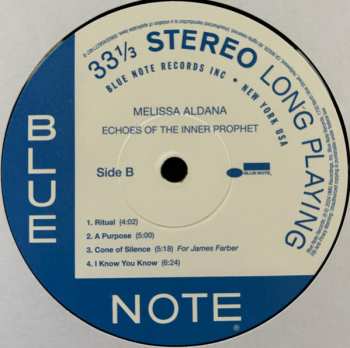 33 1/3 STEREO LONG PLAYING
BLUE NOTE RECORDS INC • NEW YORK USA
MELISSA ALDANA
ECHOES OF THE INNER PROPHET
Side B
BLUE NOTE
1. Ritual (4:02)
2. A Purpose (5:00)
3. Cone of Silence (5:18) For James Farber
4. I Know You Know (6:24)
BLUE
NOTE
®